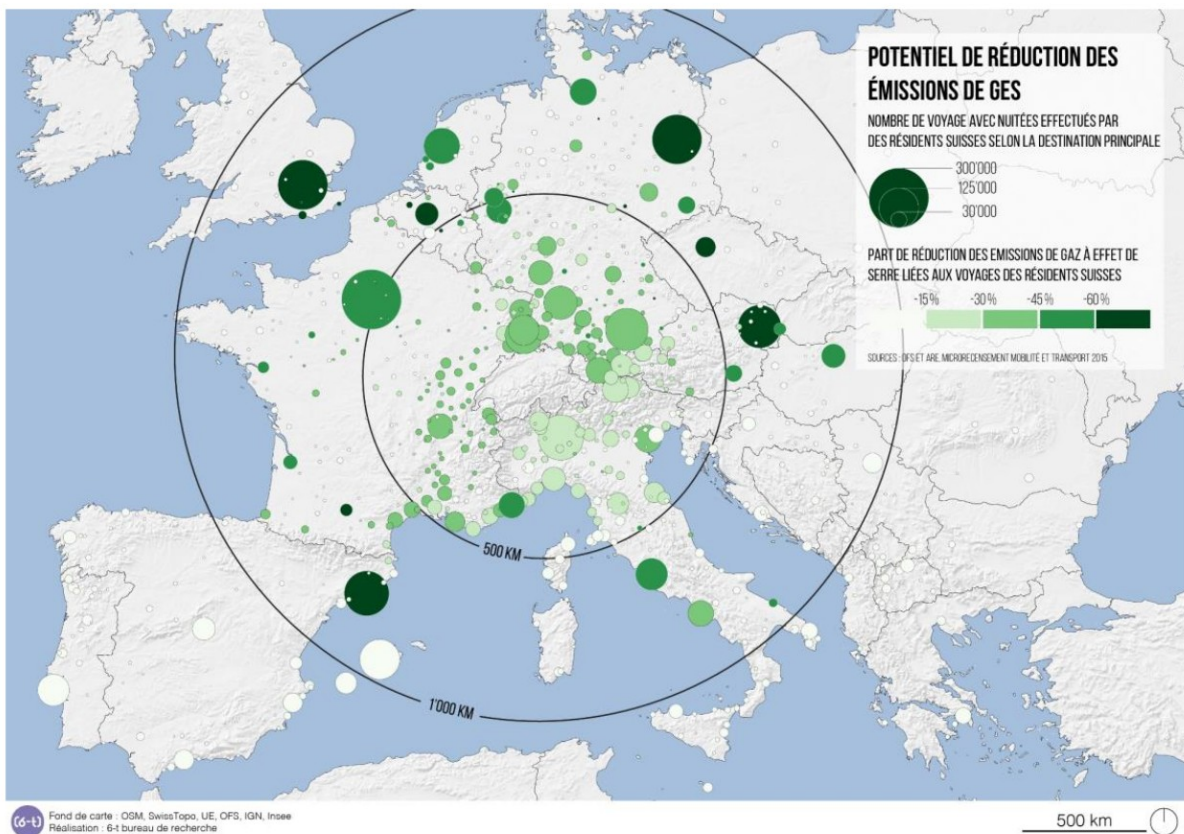 POTENTIEL DE RÉDUCTION DES
ÉMISSIONS DE GES
NOMBRE DE VOYAGE AVEC NUITÉES EFFECTUÉS PAR
DES RÉSIDENTS SUISSES SELON LA DESTINATION PRINCIPALE
300'000
125'000
30'000
PART DE RÉDUCTION DES EMISSIONS DE GAZ À EFFET DE
SERRE LIÉES AUX VOYAGES DES RÉSIDENTS SUISSES
-15 % -30 % -45 % -60 %
SOURCES : OFS ET ARE, MICRORECENSEMENT MOBILITÉ ET TRANSPORT 2015
500 KM
1'000 KM
(6-t)
Fond de carte : OSM, SwissTopo, UE, OFS, IGN, Insee
Réalisation : 6-t bureau de recherche
500 km